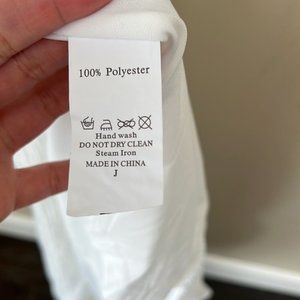 100% Polyester
Hand wash
DO NOT DRY CLEAN
Steam Iron
MADE IN CHINA
J